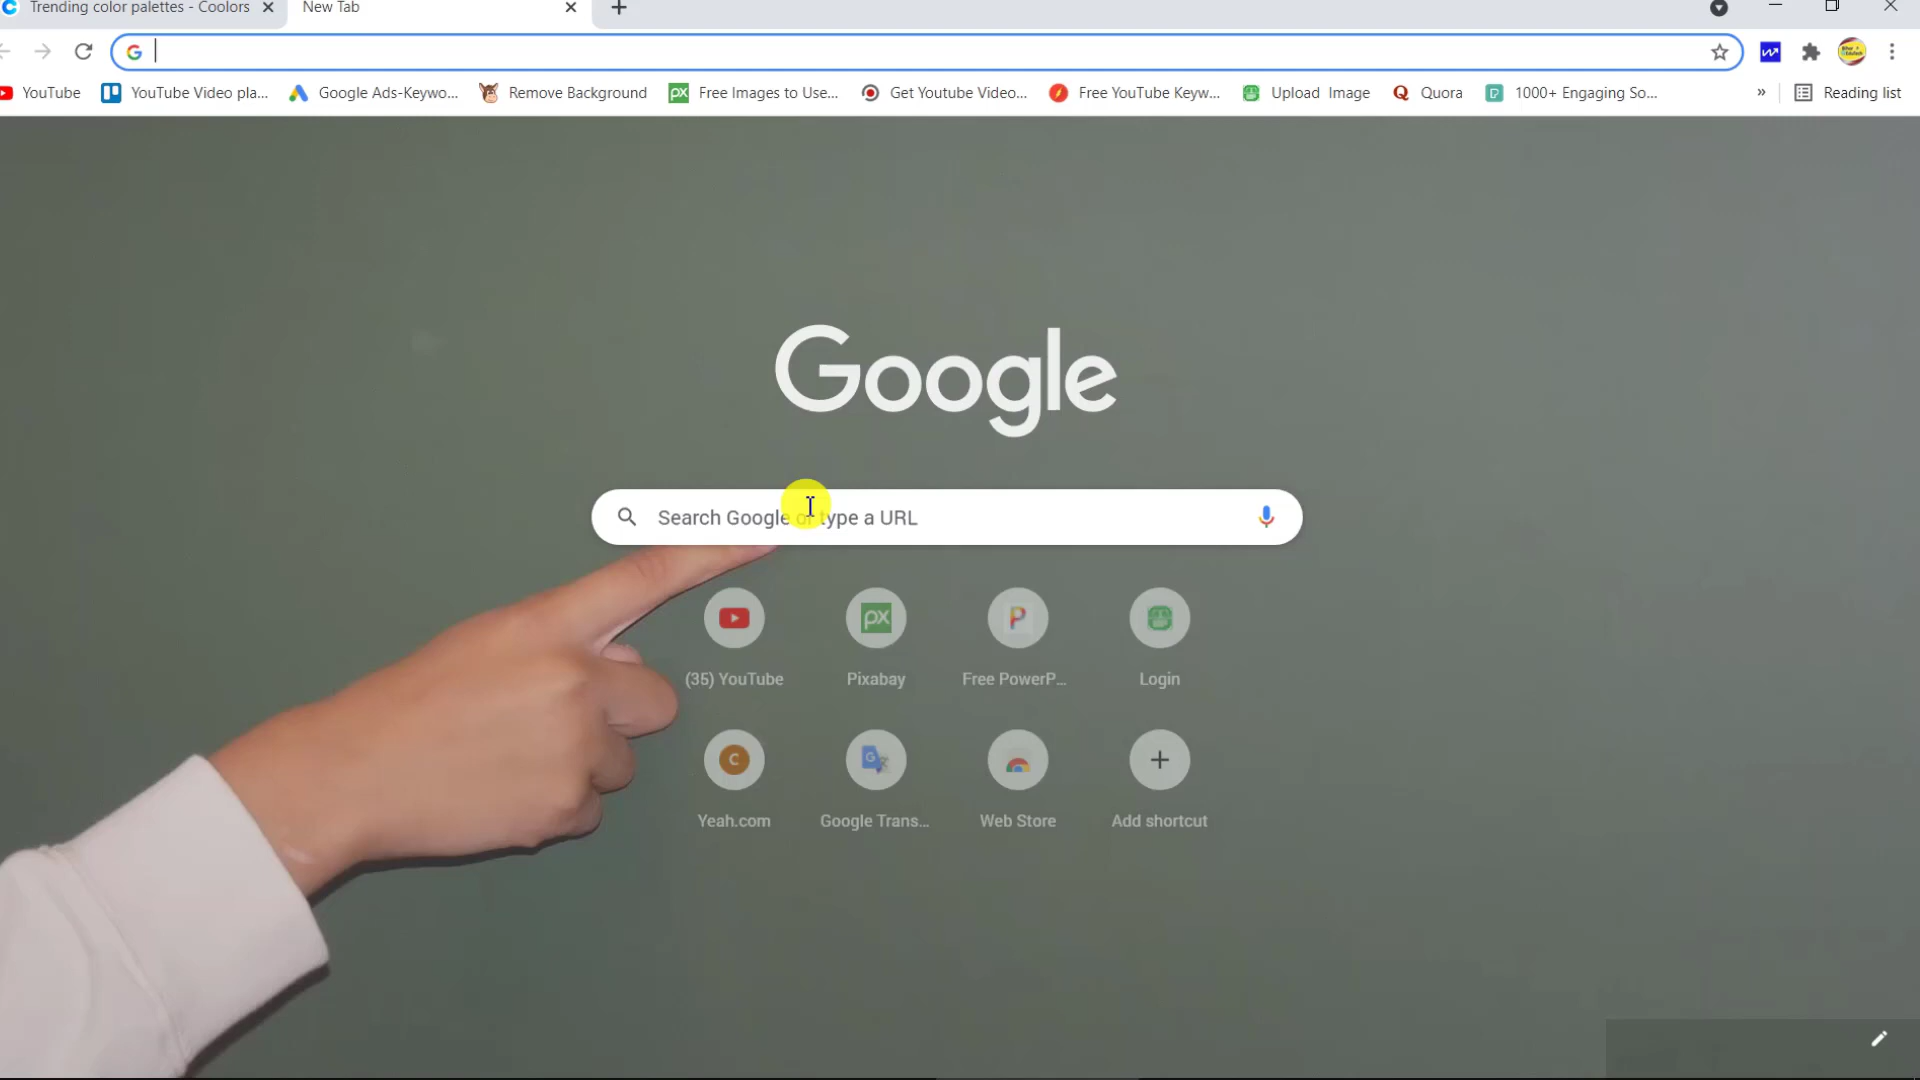 Trending color palettes - Coolors
New Tab
YouTube
YouTube Video pla...
Google Ads-Keywo...
Remove Background
Free Images to Use...
Get Youtube Video...
Free YouTube Keyw...
Upload Image
Quora
1000+ Engaging So...
»
Reading list
Google
Search Google or type a URL
(35) YouTube
Pixabay
Free PowerP...
Login
Yeah.com
Google Trans...
Web Store
Add shortcut